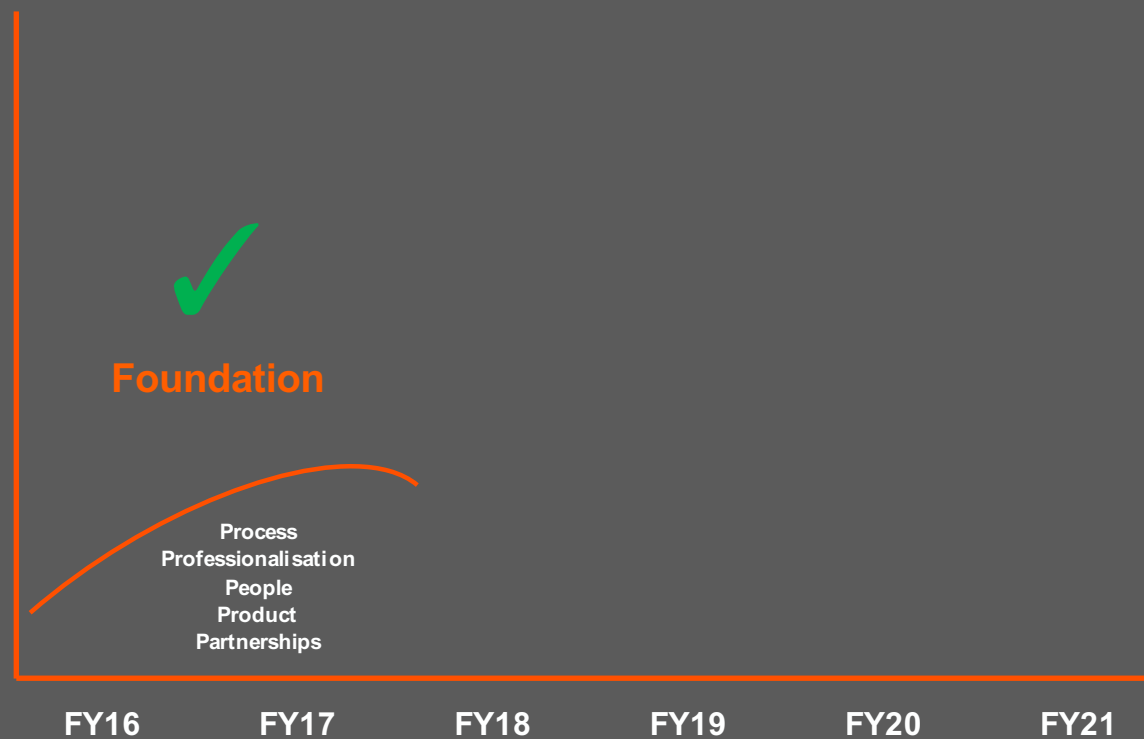 Foundation
Process
Professionalisation
People
Product
Partnerships
FY16 FY17 FY18 FY19 FY20 FY21